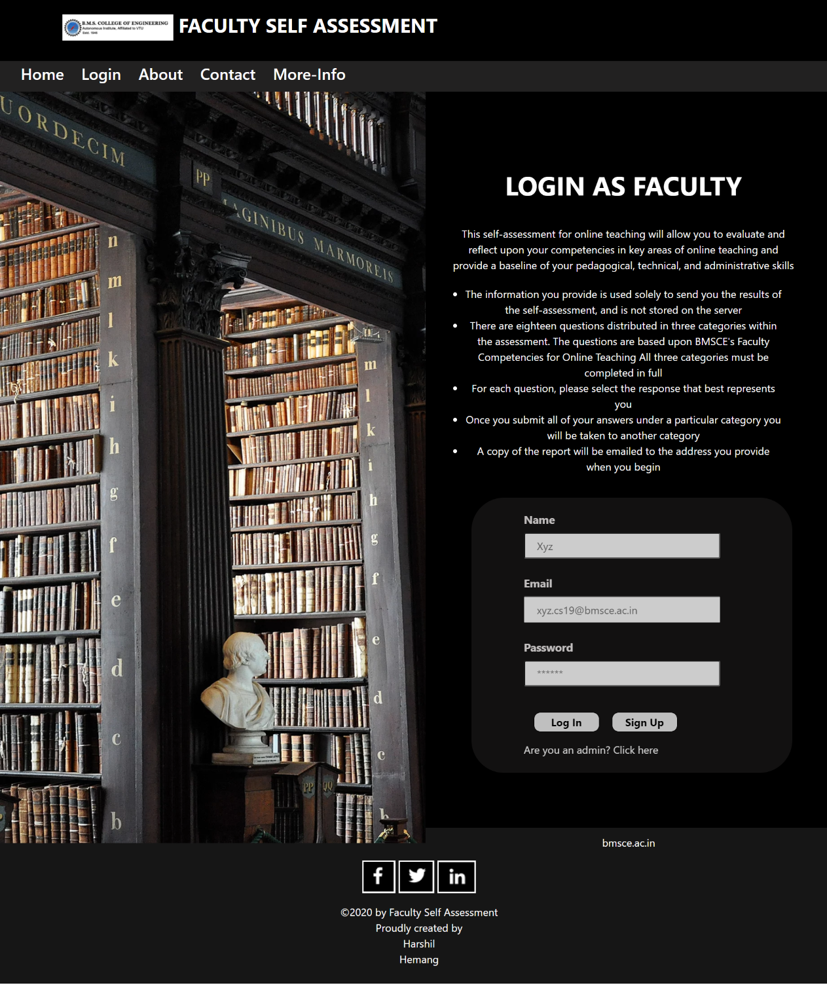 B.M.S. COLLEGE OF ENGINEERING
Autonomous Institute, Affiliated to VTU
Estd. 1946
FACULTY SELF ASSESSMENT
Home Login About Contact More-Info
UORDECIM
PP
MAGINIBUS MARMOREIS
n
m
l
k
i
h
g
f
e
d
c
b
m
l
k
i
h
g
f
e
d
c
b
PP QQ
LOGIN AS FACULTY
This self-assessment for online teaching will allow you to evaluate and
reflect upon your competencies in key areas of online teaching and
provide a baseline of your pedagogical, technical, and administrative skills
• The information you provide is used solely to send you the results of
the self-assessment, and is not stored on the server
• There are eighteen questions distributed in three categories within
the assessment. The questions are based upon BMSCE's Faculty
Competencies for Online Teaching All three categories must be
completed in full
• For each question, please select the response that best represents
you
• Once you submit all of your answers under a particular category you
will be taken to another category
• A copy of the report will be emailed to the address you provide
when you begin
Name
Xyz
Email
xyz.cs19@bmsce.ac.in
Password
******
Log In Sign Up
Are you an admin? Click here
bmsce.ac.in
f in
©2020 by Faculty Self Assessment
Proudly created by
Harshil
Hemang